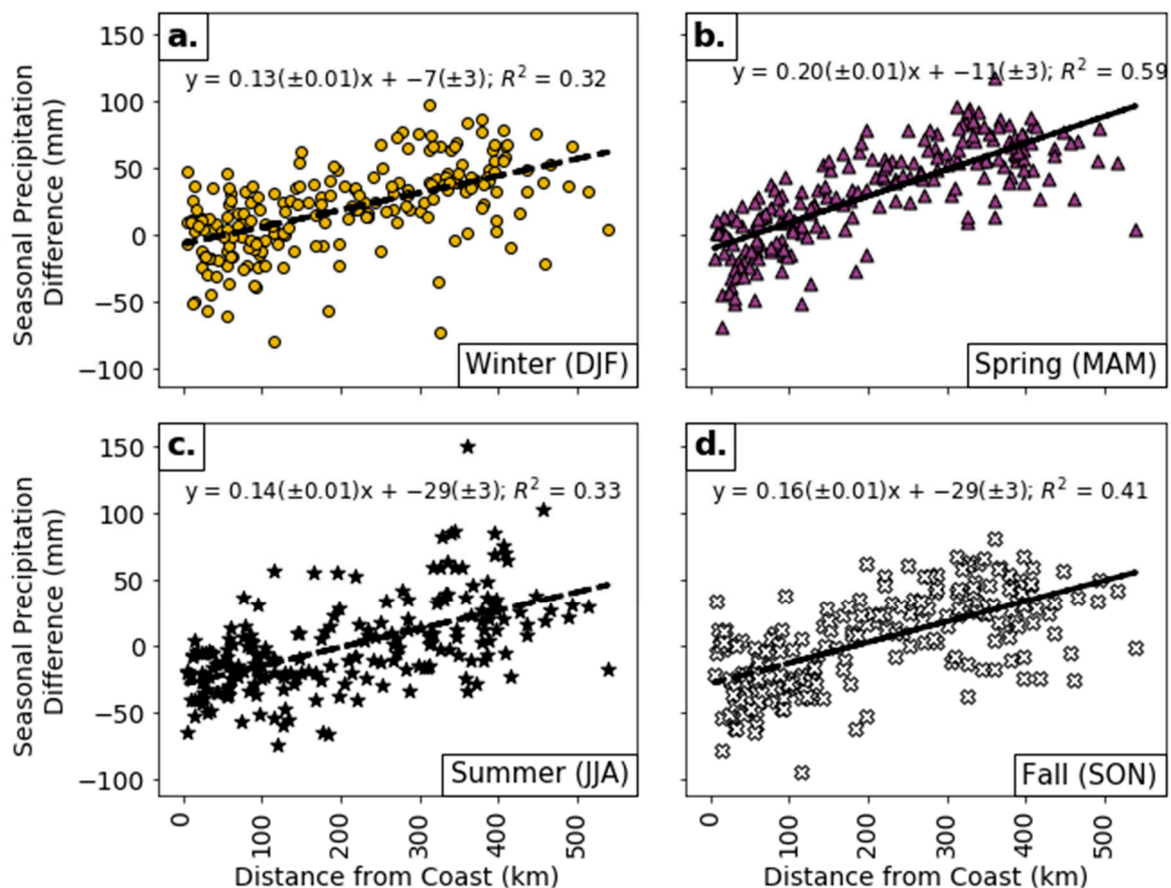 a.
y = 0.13(±0.01)x + −7(±3); R² = 0.32
Winter (DJF)
150
100
50
0
−50
−100
Seasonal Precipitation
Difference (mm)
b.
y = 0.20(±0.01)x + −11(±3); R² = 0.59
Spring (MAM)
c.
y = 0.14(±0.01)x + −29(±3); R² = 0.33
Summer (JJA)
150
100
50
0
−50
−100
Seasonal Precipitation
Difference (mm)
0
100
200
300
400
500
Distance from Coast (km)
d.
y = 0.16(±0.01)x + −29(±3); R² = 0.41
Fall (SON)
0
100
200
300
400
500
Distance from Coast (km)